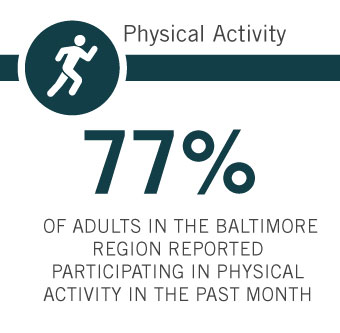 Physical Activity
77%
OF ADULTS IN THE BALTIMORE
REGION REPORTED
PARTICIPATING IN PHYSICAL
ACTIVITY IN THE PAST MONTH